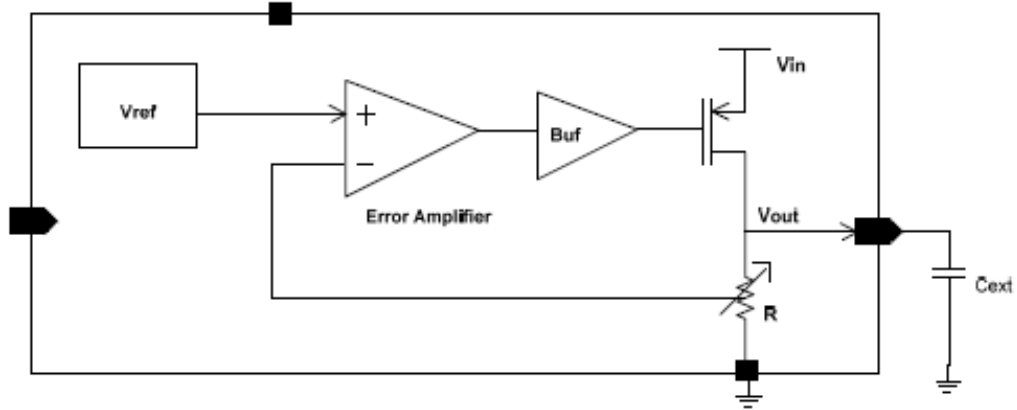 Vin
Vref
+
Buf
−
Error Amplifier
Vout
Cext
R